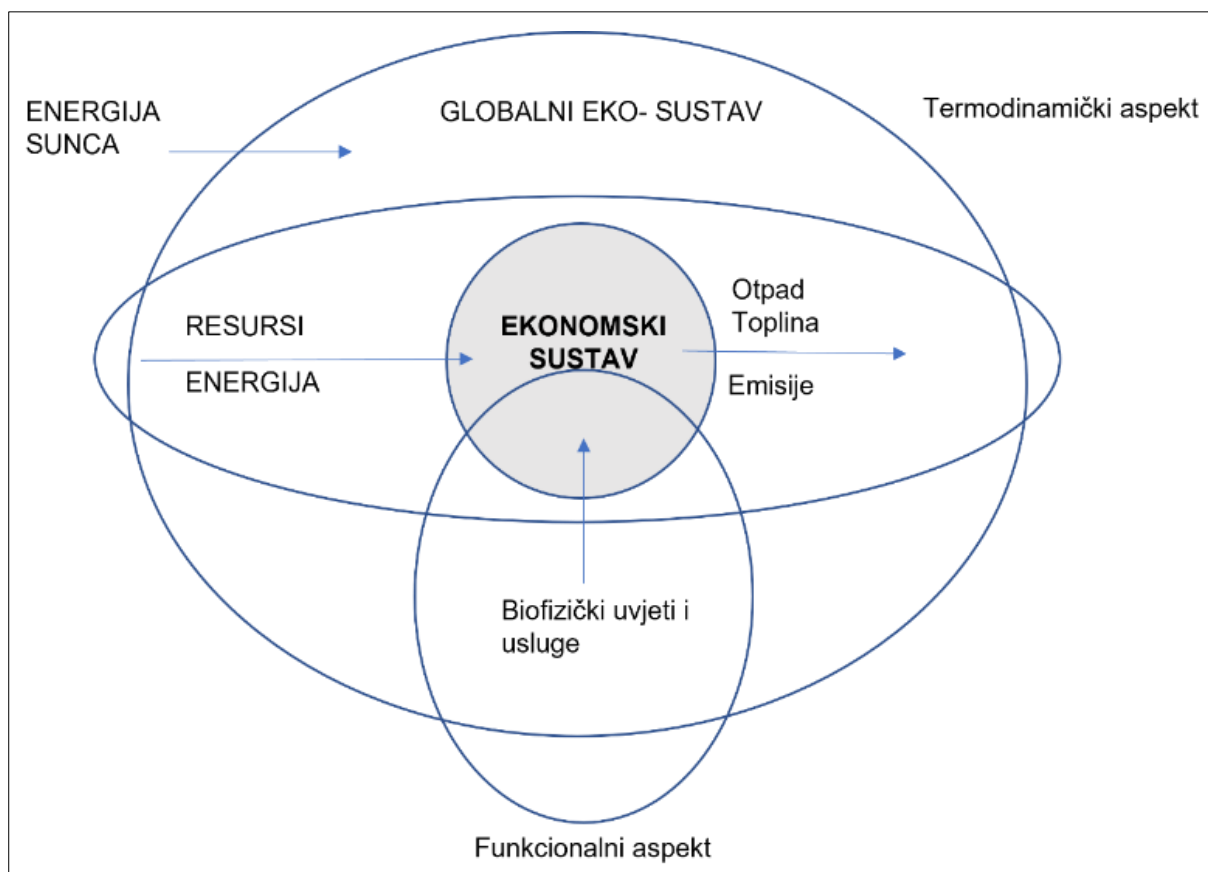 ENERGIJA
SUNCA
GLOBALNI EKO- SUSTAV
Termodinamički aspekt
RESURSI
ENERGIJA
EKONOMSKI
SUSTAV
Otpad
Toplina
Emisije
Biofizički uvjeti i
usluge
Funkcionalni aspekt